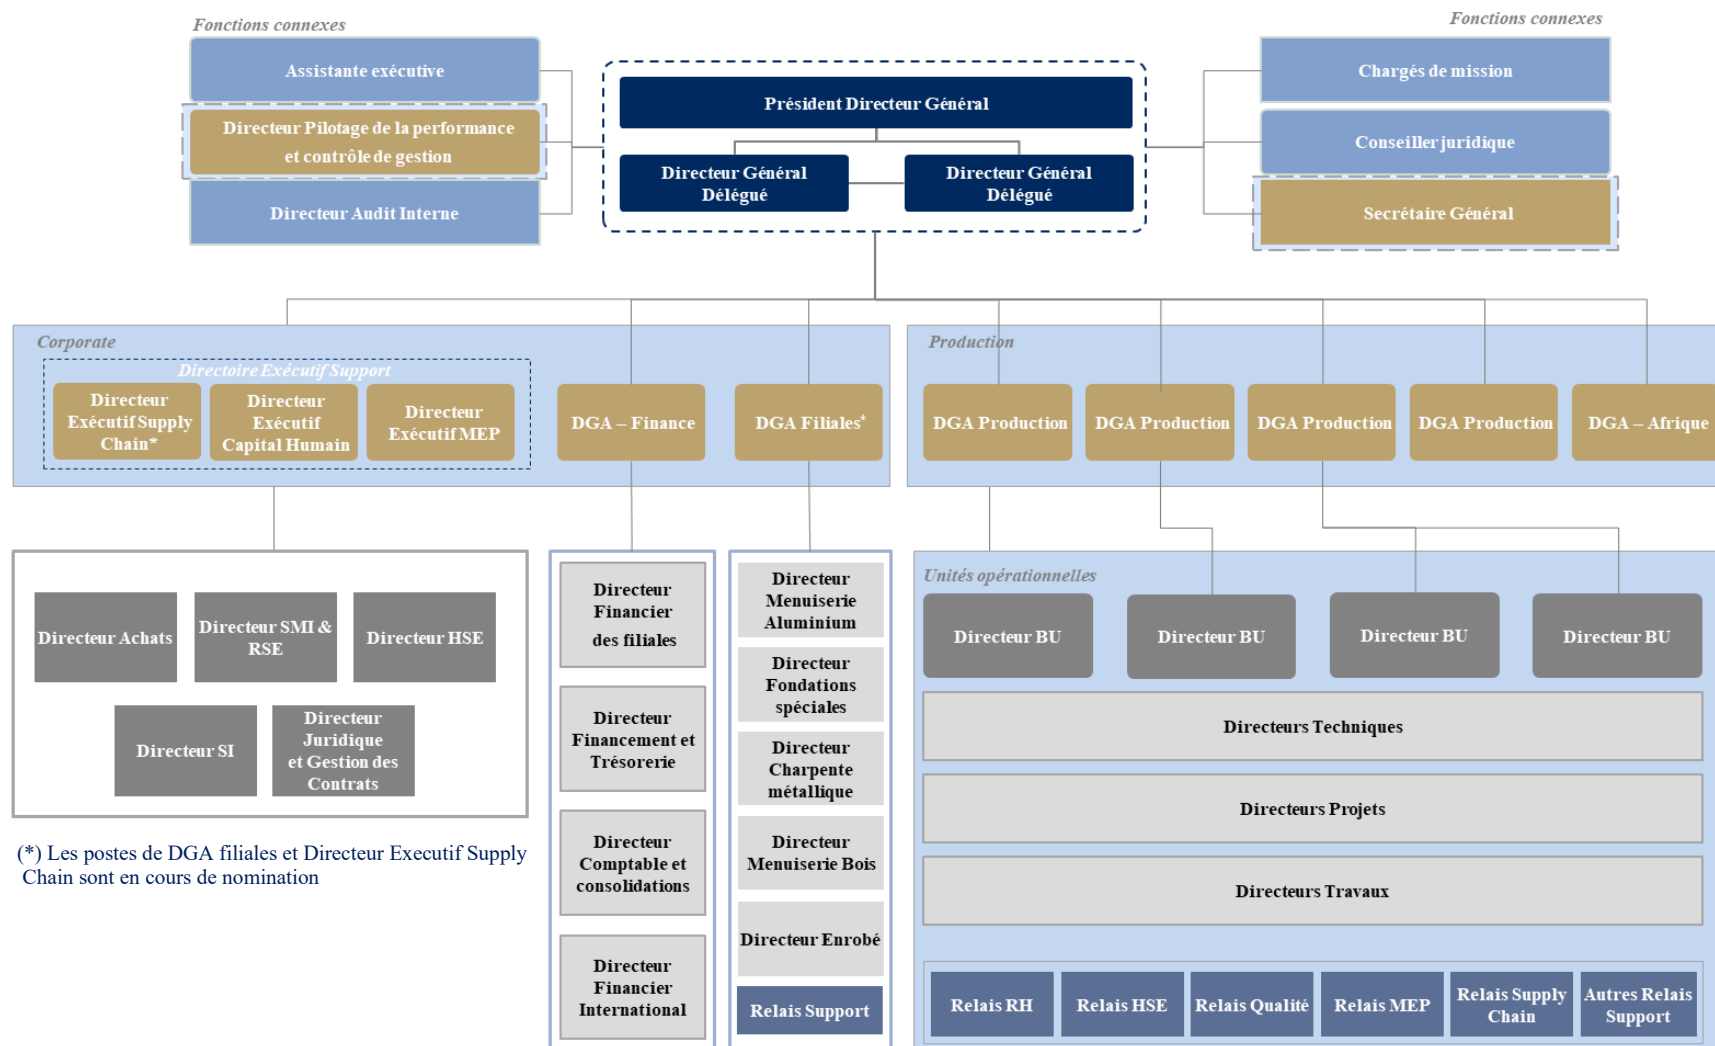 Fonctions connexes
Fonctions connexes
Assistante exécutive
Directeur Pilotage de la performance
et contrôle de gestion
Directeur Audit Interne
Président Directeur Général
Directeur Général
Délégué
Directeur Général
Délégué
Chargés de mission
Conseiller juridique
Secrétaire Général
Corporate
Directoire Exécutif Support
Directeur
Exécutif Supply
Chain*
Directeur
Exécutif
Capital Humain
Directeur
Exécutif MEP
DGA – Finance
DGA Filiales*
Production
DGA Production
DGA Production
DGA Production
DGA Production
DGA – Afrique
Directeur Achats
Directeur SMI &
RSE
Directeur HSE
Directeur SI
Directeur
Juridique
et Gestion des
Contrats
(*) Les postes de DGA filiales et Directeur Executif Supply
Chain sont en cours de nomination
Directeur
Financier
des filiales
Directeur
Financement et
Trésorerie
Directeur
Comptable et
consolidations
Directeur
Financier
International
Directeur
Menuiserie
Aluminium
Directeur
Fondations
spéciales
Directeur
Charpente
métallique
Directeur
Menuiserie Bois
Directeur Enrobé
Relais Support
Unités opérationnelles
Directeur BU
Directeur BU
Directeur BU
Directeur BU
Directeurs Techniques
Directeurs Projets
Directeurs Travaux
Relais RH
Relais HSE
Relais Qualité
Relais MEP
Relais Supply
Chain
Autres Relais
Support